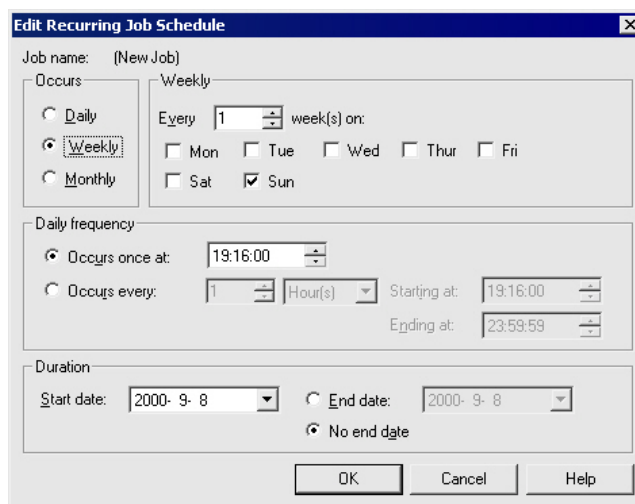 Edit Recurring Job Schedule
Job name: (New Job)
Occurs
Daily
Weekly
Monthly
Weekly
Every 1 week(s) on:
Mon Tue Wed Thur Fri
Sat Sun
Daily frequency
Occurs once at: 19:16:00
Occurs every: 1 Hour(s) Starting at: 19:16:00
Ending at: 23:59:59
Duration
Start date: 2000- 9- 8 End date: 2000- 9- 8
No end date
OK Cancel Help